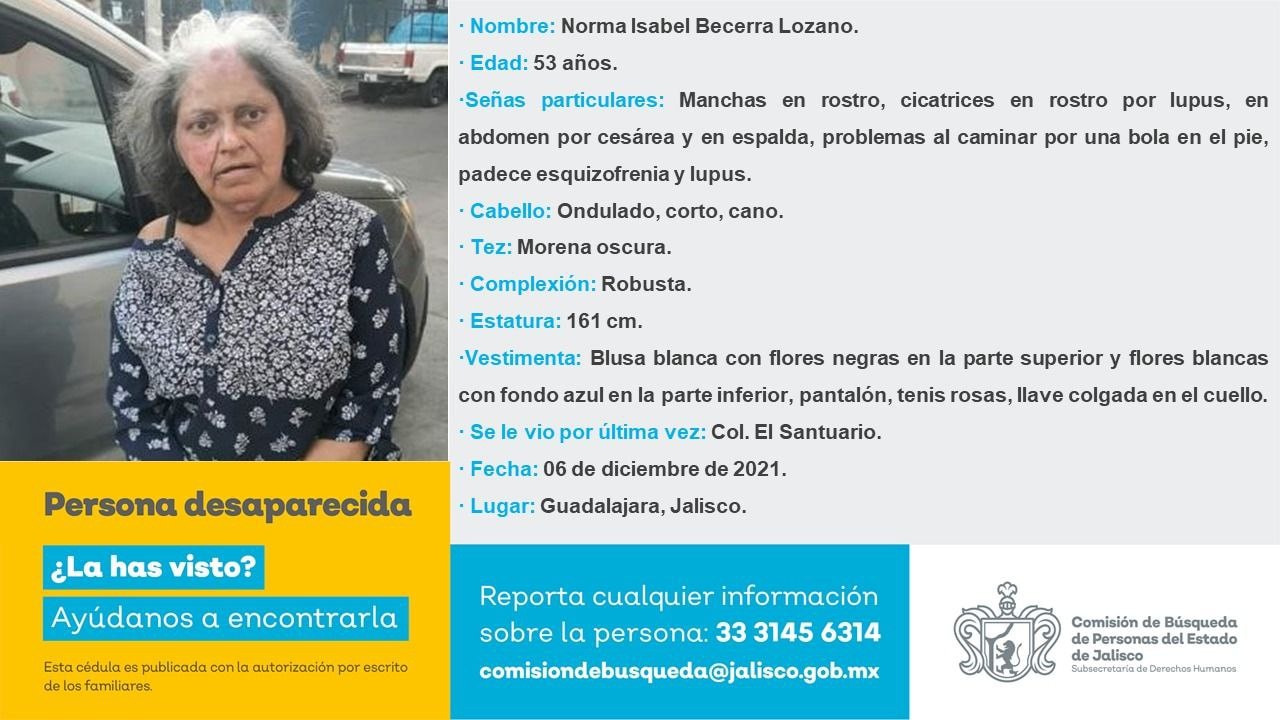 · Nombre: Norma Isabel Becerra Lozano.
· Edad: 53 años.
·Señas particulares: Manchas en rostro, cicatrices en rostro por lupus, en
abdomen por cesárea y en espalda, problemas al caminar por una bola en el pie,
padece esquizofrenia y lupus.
· Cabello: Ondulado, corto, cano.
· Tez: Morena oscura.
· Complexión: Robusta.
· Estatura: 161 cm.
·Vestimenta: Blusa blanca con flores negras en la parte superior y flores blancas
con fondo azul en la parte inferior, pantalón, tenis rosas, llave colgada en el cuello.
· Se le vio por última vez: Col. El Santuario.
· Fecha: 06 de diciembre de 2021.
· Lugar: Guadalajara, Jalisco.
Persona desaparecida
¿La has visto?
Ayúdanos a encontrarla
Esta cédula es publicada con la autorización por escrito
de los familiares.
Reporta cualquier información
sobre la persona: 33 3145 6314
comisiondebusqueda@jalisco.gob.mx
Comisión de Búsqueda
de Personas del Estado
de Jalisco
Subsecretaría de Derechos Humanos